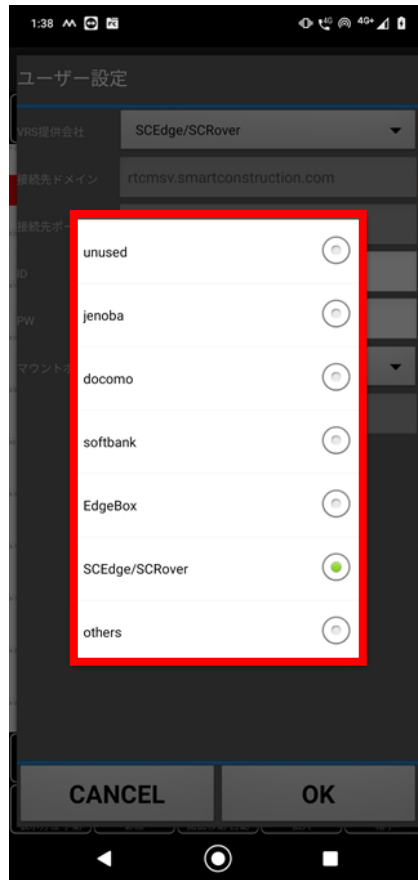 1:38
4G
4G+
ユーザー設定
VRS提供会社
SCEdge/SCRover
接続先ドメイン
rtcmsv.smartconstruction.com
接続先ポー
unused
ID
jenoba
PW
マウントポ
docomo
softbank
EdgeBox
SCEdge/SCRover
others
CANCEL
OK